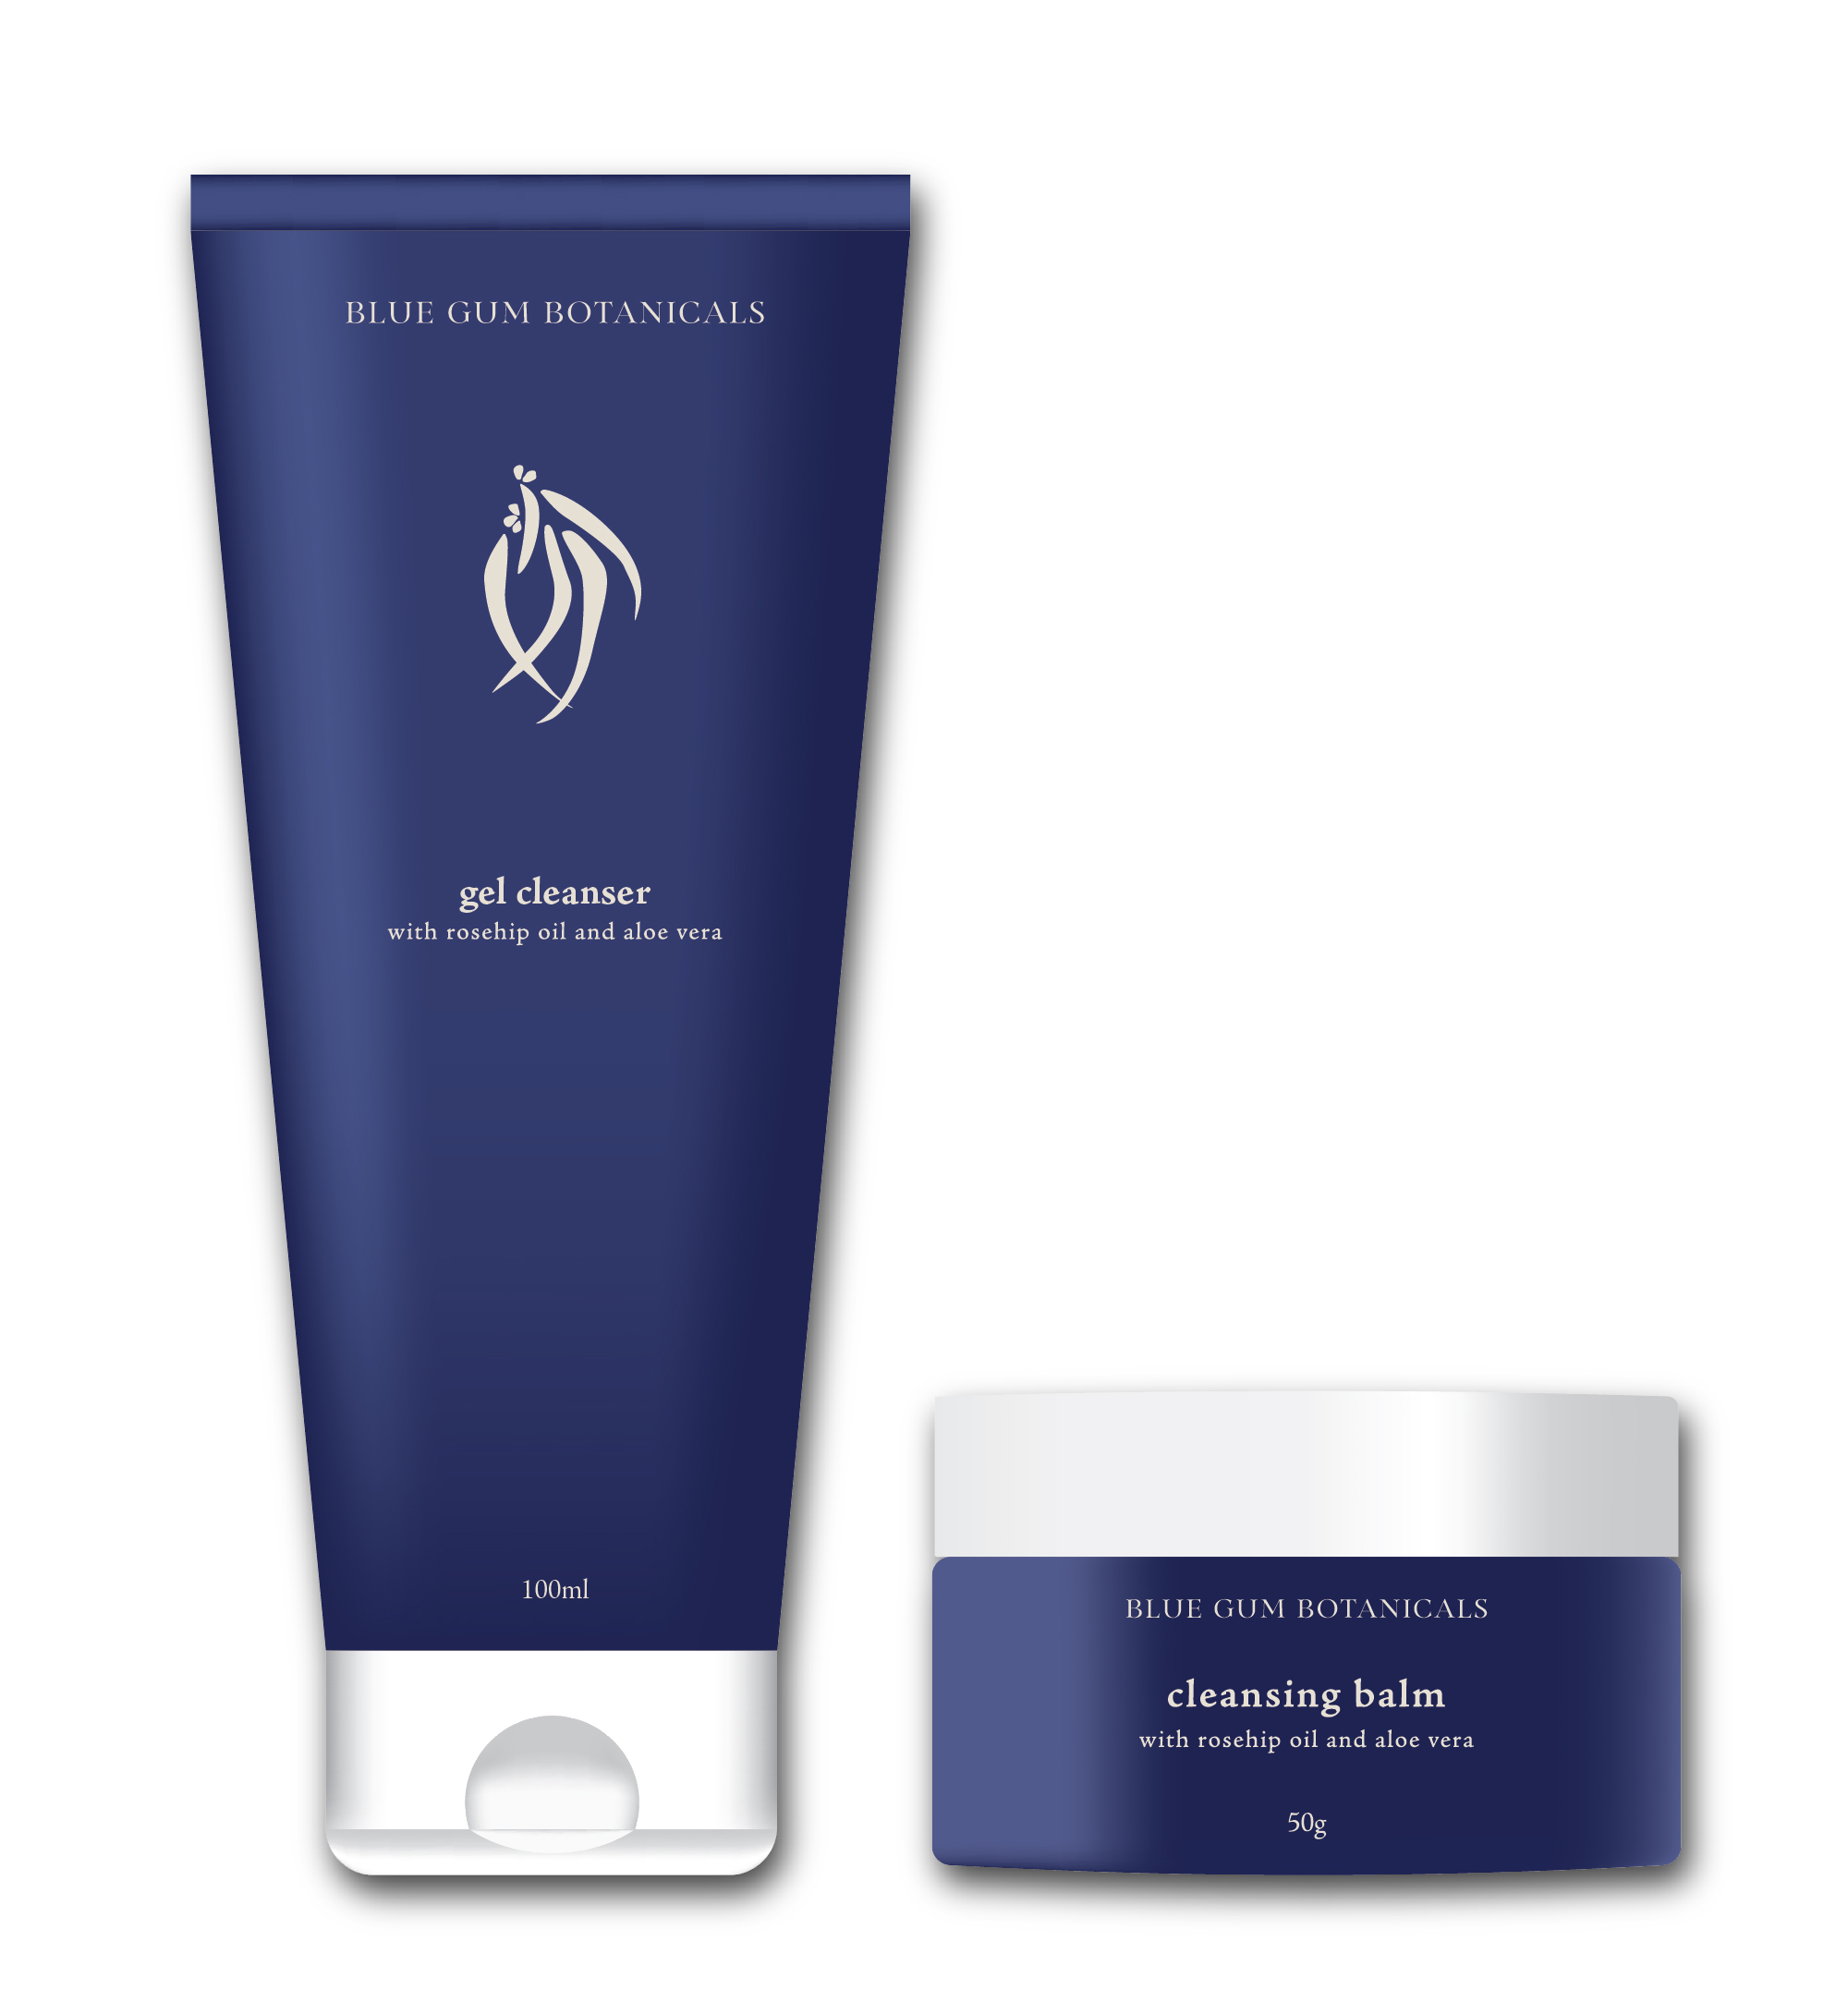 BLUE GUM BOTANICALS
gel cleanser
with rosehip oil and aloe vera
100ml
BLUE GUM BOTANICALS
cleansing balm
with rosehip oil and aloe vera
50g